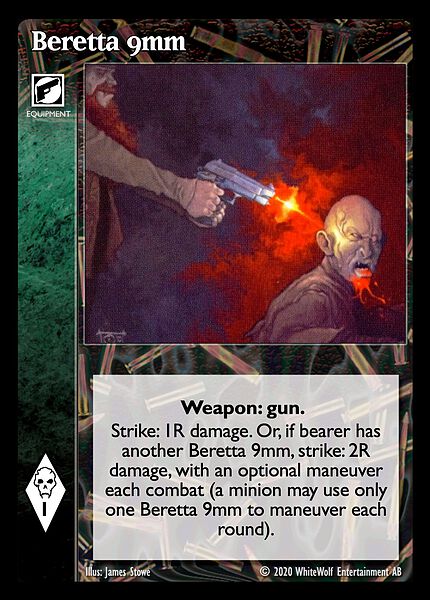 Beretta 9mm
EQUIPMENT
Weapon: gun.
Strike: 1R damage. Or, if bearer has
another Beretta 9mm, strike: 2R
damage, with an optional maneuver
each combat (a minion may use only
one Beretta 9mm to maneuver each
round).
1
Illus: James Stowe
© 2020 WhiteWolf Entertainment AB